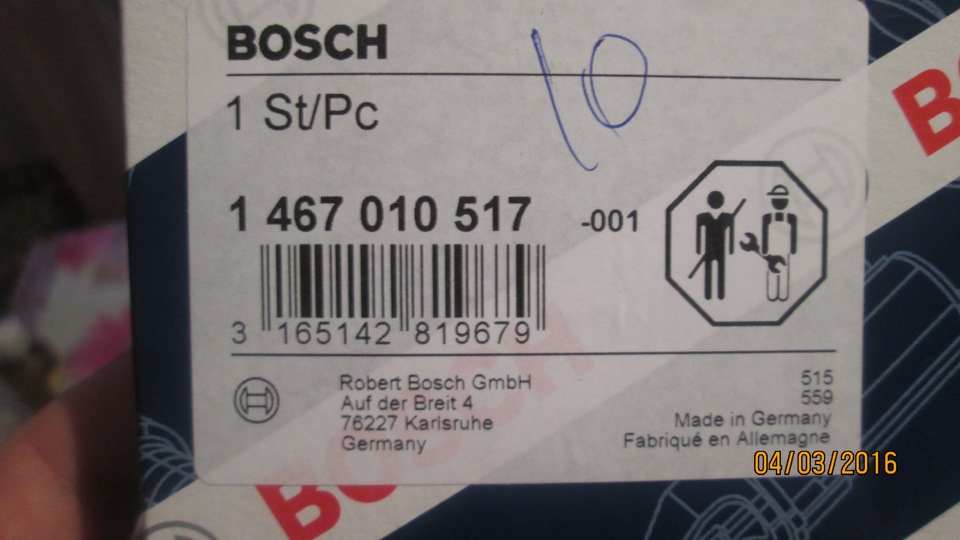 BOSCH
10
1 St/Pc
1 467 010 517 -001
3 165142 819679
Robert Bosch GmbH
Auf der Breit 4
76227 Karlsruhe
Germany
515
559
Made in Germany
Fabriqué en Allemagne
04/03/2016
B
BO